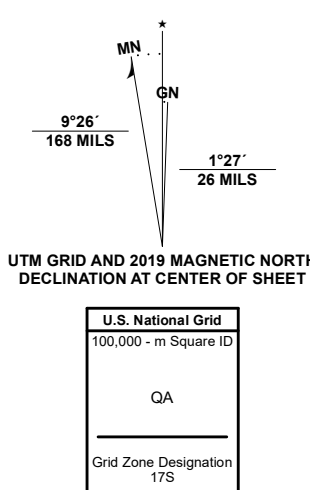 ★
MN
GN
9°26´
168 MILS
1°27´
26 MILS
UTM GRID AND 2019 MAGNETIC NORTH
DECLINATION AT CENTER OF SHEET
U.S. National Grid
100,000 - m Square ID
QA
Grid Zone Designation
17S